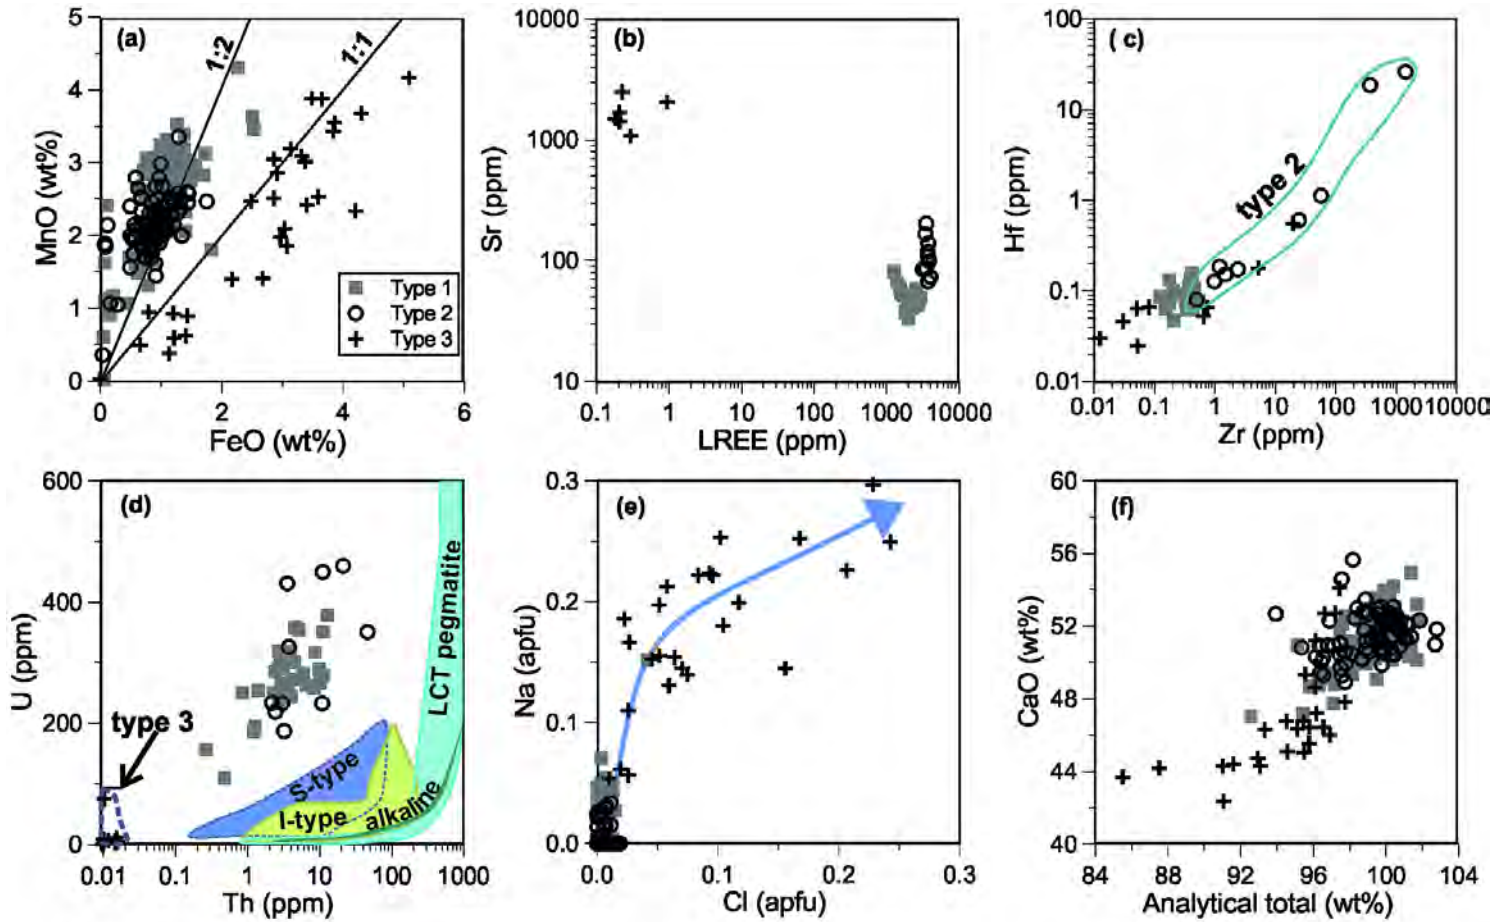 (a)
1:2
1:1
5
4
3
2
1
0
MnO (wt%)
0
2
4
6
FeO (wt%)
Type 1
Type 2
Type 3
(b)
10000
1000
100
10
Sr (ppm)
0.1
1
10
100
1000
10000
LREE (ppm)
( c)
100
10
1
0.1
0.01
Hf (ppm)
type 2
0.01
0.1
1
10
100
1000
10000
Zr (ppm)
(d)
600
400
200
0
U (ppm)
type 3
S-type
I-type
alkaline
LCT pegmatite
0.01
0.1
1
10
100
1000
Th (ppm)
(e)
0.3
0.2
0.1
0.0
Na (apfu)
0.0
0.1
0.2
0.3
Cl (apfu)
(f)
60
56
52
48
44
40
CaO (wt%)
84
88
92
96
100
104
Analytical total (wt%)